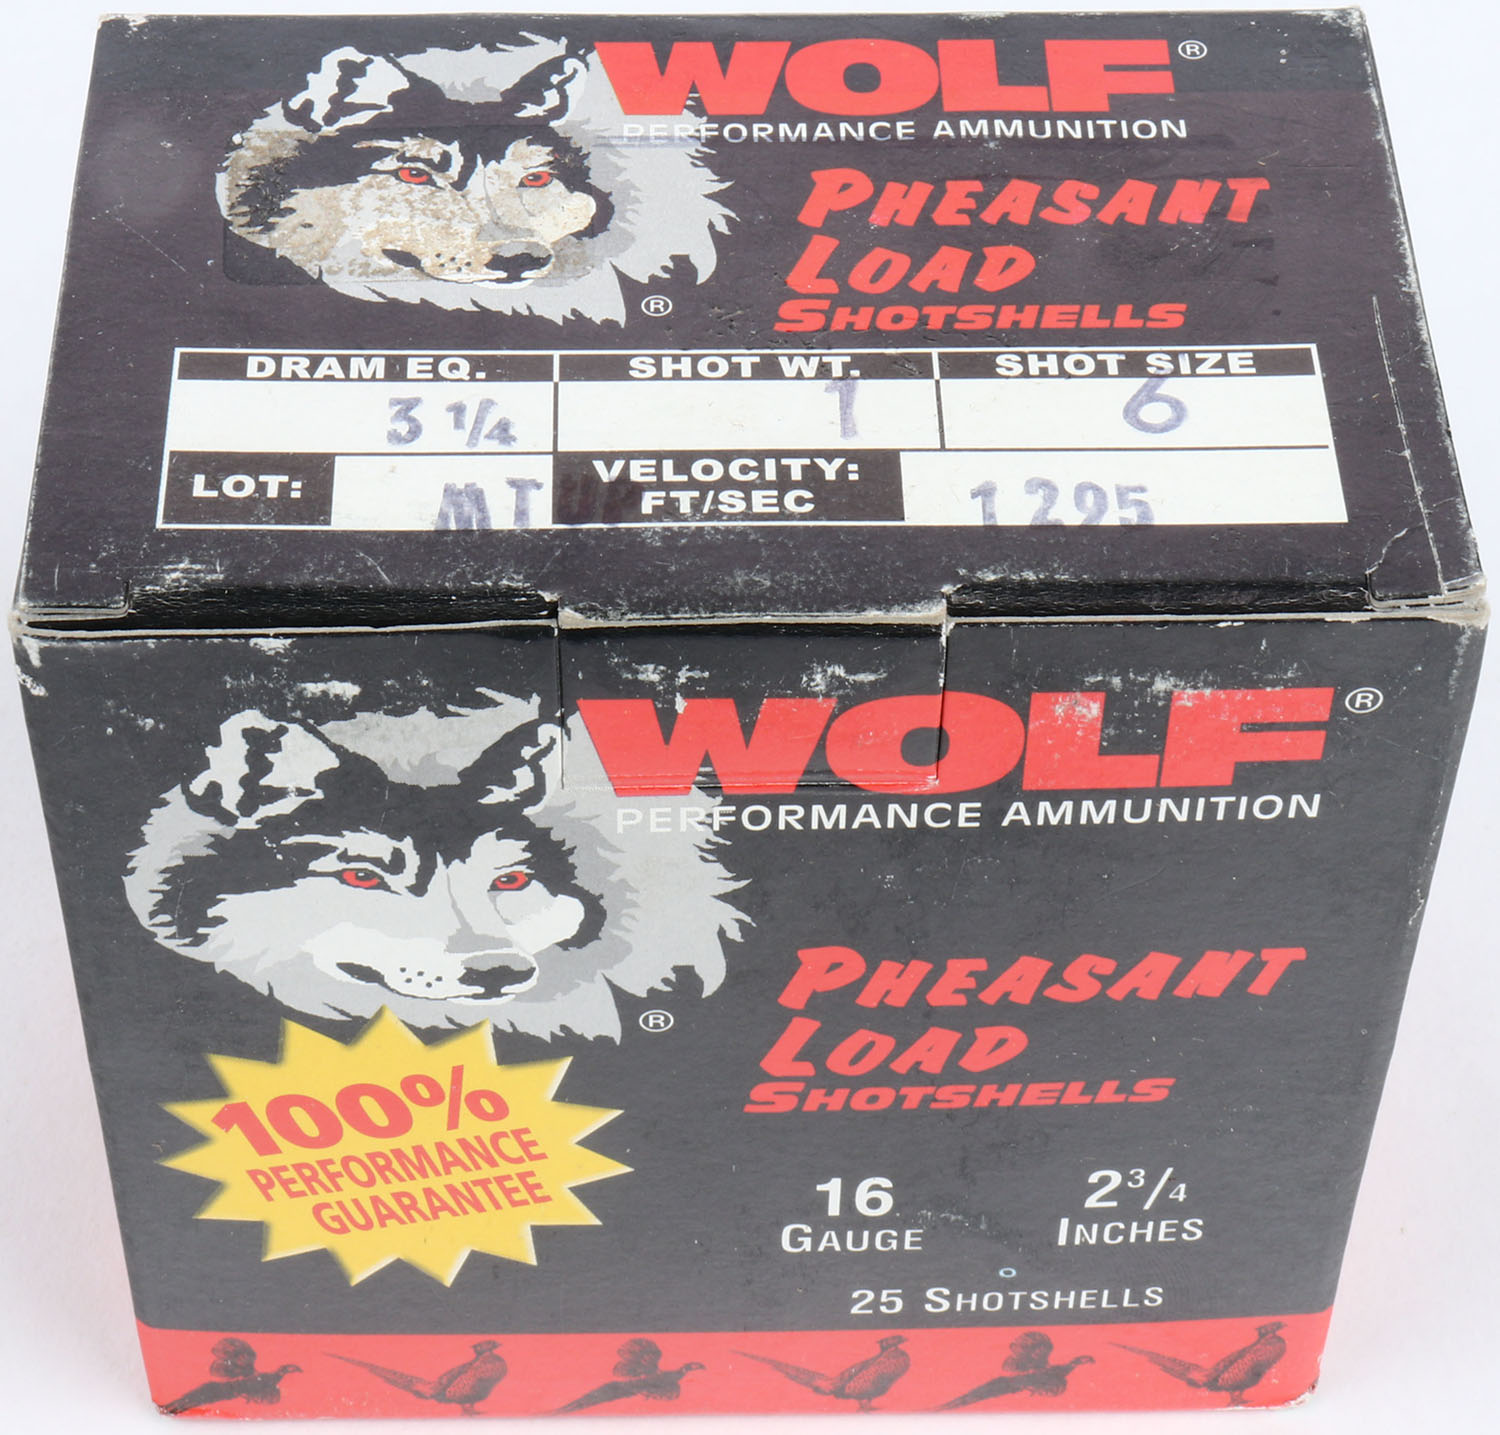 WOLF®
PERFORMANCE AMMUNITION
PHEASANT
LOAD
SHOTSHELLS
®
DRAM EQ. SHOT WT. SHOT SIZE
3 1/4 1 6
LOT: MT VELOCITY: FT/SEC 1295
WOLF®
PERFORMANCE AMMUNITION
PHEASANT
LOAD
SHOTSHELLS
®
100%
PERFORMANCE
GUARANTEE
16 2 3/4
GAUGE INCHES
25 SHOTSHELLS